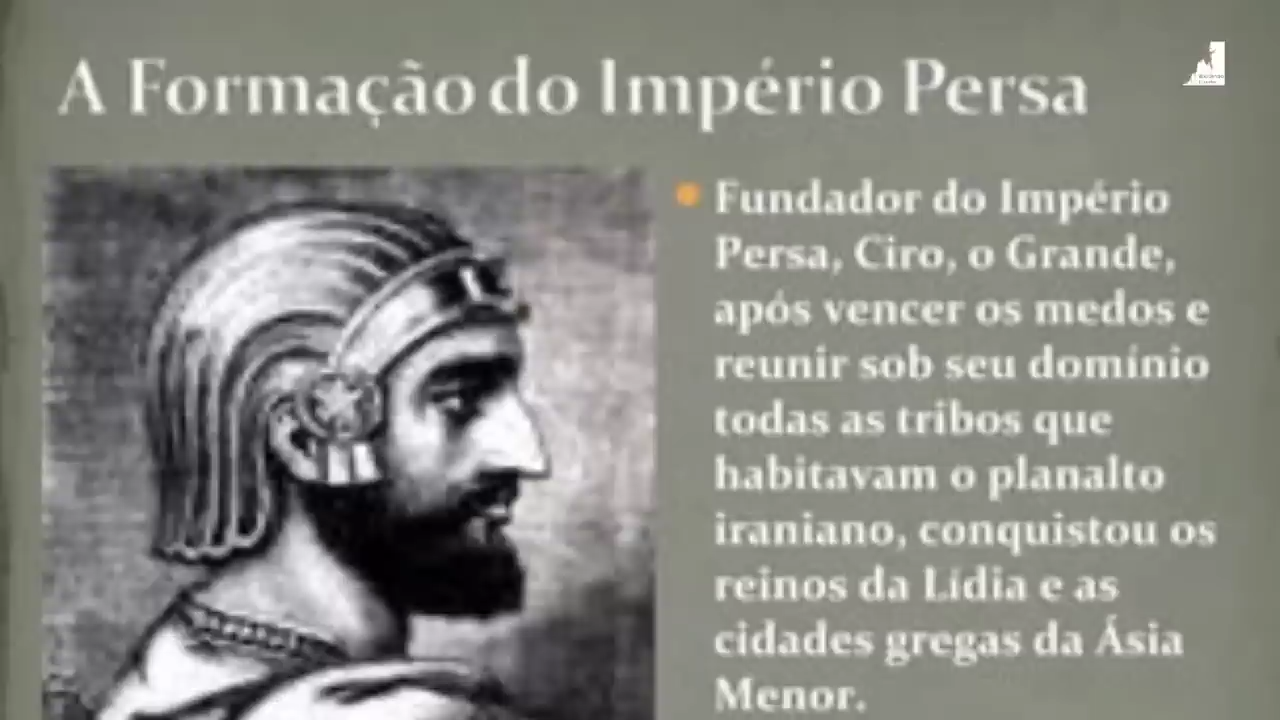 A Formação do Império Persa
Fundador do Império
Persa, Ciro, o Grande,
após vencer os medos e
reunir sob seu domínio
todas as tribos que
habitavam o planalto
iraniano, conquistou os
reinos da Lídia e as
cidades gregas da Ásia
Menor.